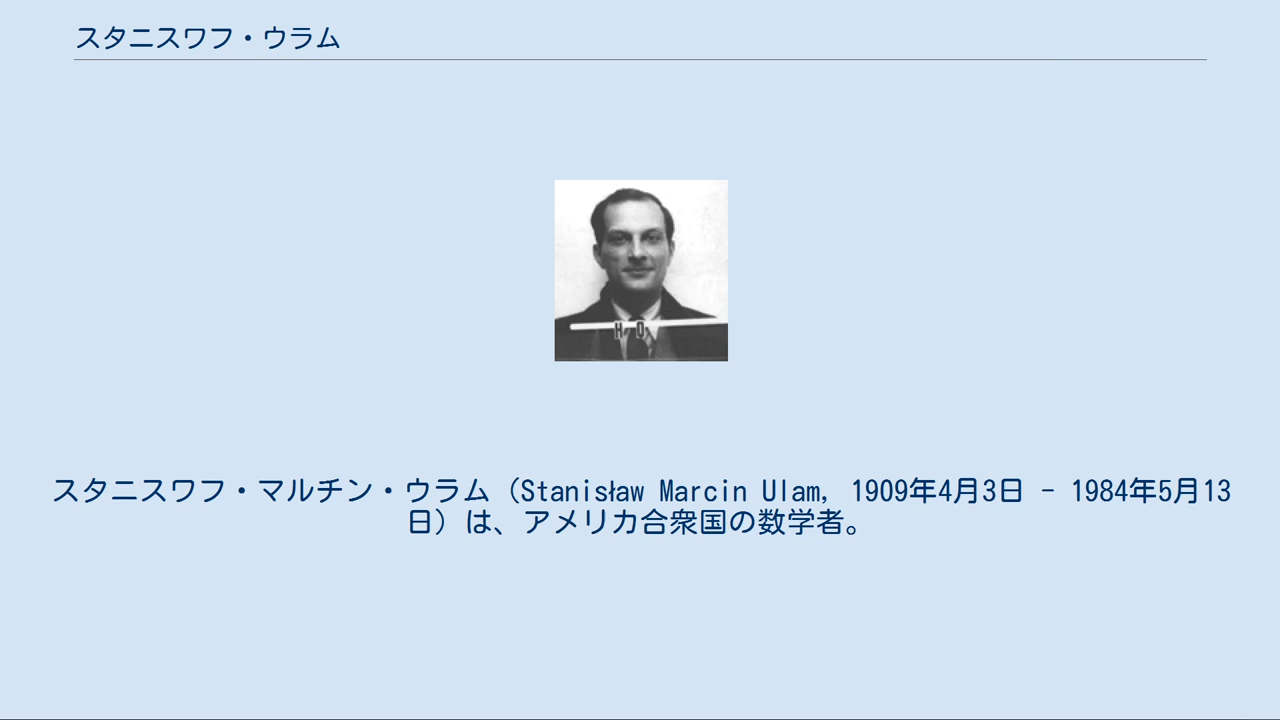 スタニスワフ・ウラム
H O
スタニスワフ・マルチン・ウラム（Stanisław Marcin Ulam, 1909年4月3日 - 1984年5月13
日）は、アメリカ合衆国の数学者。